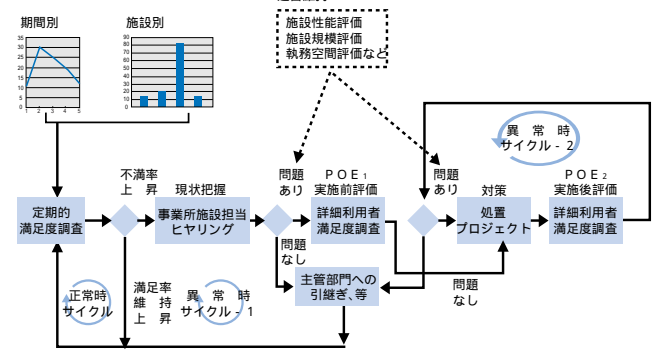 期間別
施設別
35
30
25
20
15
10
5
0
1 2 3 4 5
90
80
70
60
50
40
30
20
10
0
施設性能評価
施設規模評価
執務空間評価など
異常時
サイクル-2
不満率
上昇
現状把握
問題
あり
POE1
実施前評価
問題
あり
対策
POE2
実施後評価
定期的
満足度調査
事業所施設担当
ヒヤリング
詳細利用者
満足度調査
処置
プロジェクト
詳細利用者
満足度調査
問題
なし
正常時
サイクル
満足率
維持
上昇
異常時
サイクル-1
主管部門への
引継ぎ、等
問題
なし